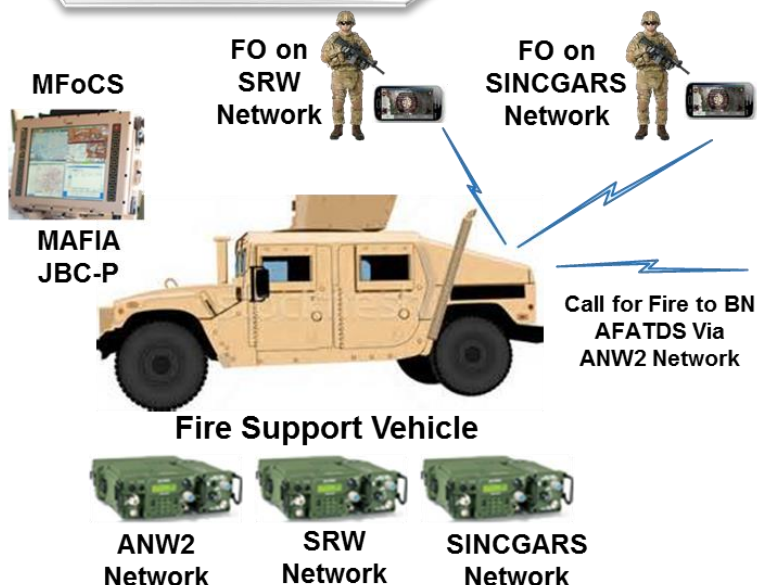 FO on
SRW
Network
FO on
SINCGARS
Network
MFoCS
MAFIA
JBC-P
Call for Fire to BN
AFATDS Via
ANW2 Network
Fire Support Vehicle
ANW2
Network
SRW
Network
SINCGARS
Network